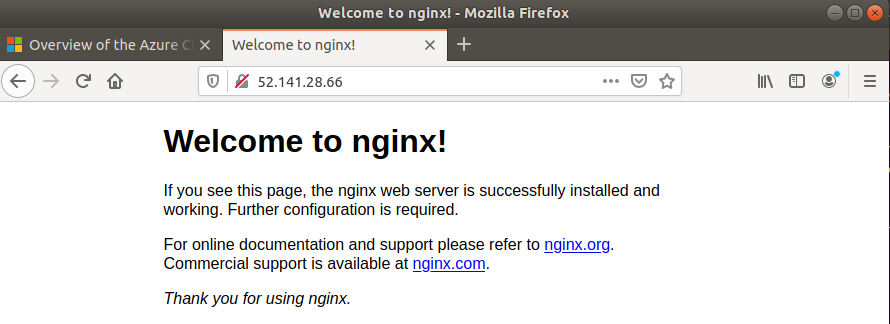 Welcome to nginx! - Mozilla Firefox
Overview of the Azure C
Welcome to nginx!
52.141.28.66
Welcome to nginx!
If you see this page, the nginx web server is successfully installed and
working. Further configuration is required.
For online documentation and support please refer to nginx.org.
Commercial support is available at nginx.com.
Thank you for using nginx.